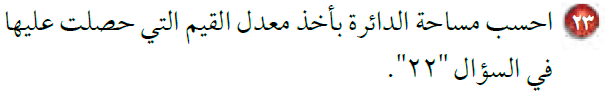 ٢٣ احسب مساحة الدائرة بأخذ معدل القيم التي حصلت عليها
في السؤال "٢٢".